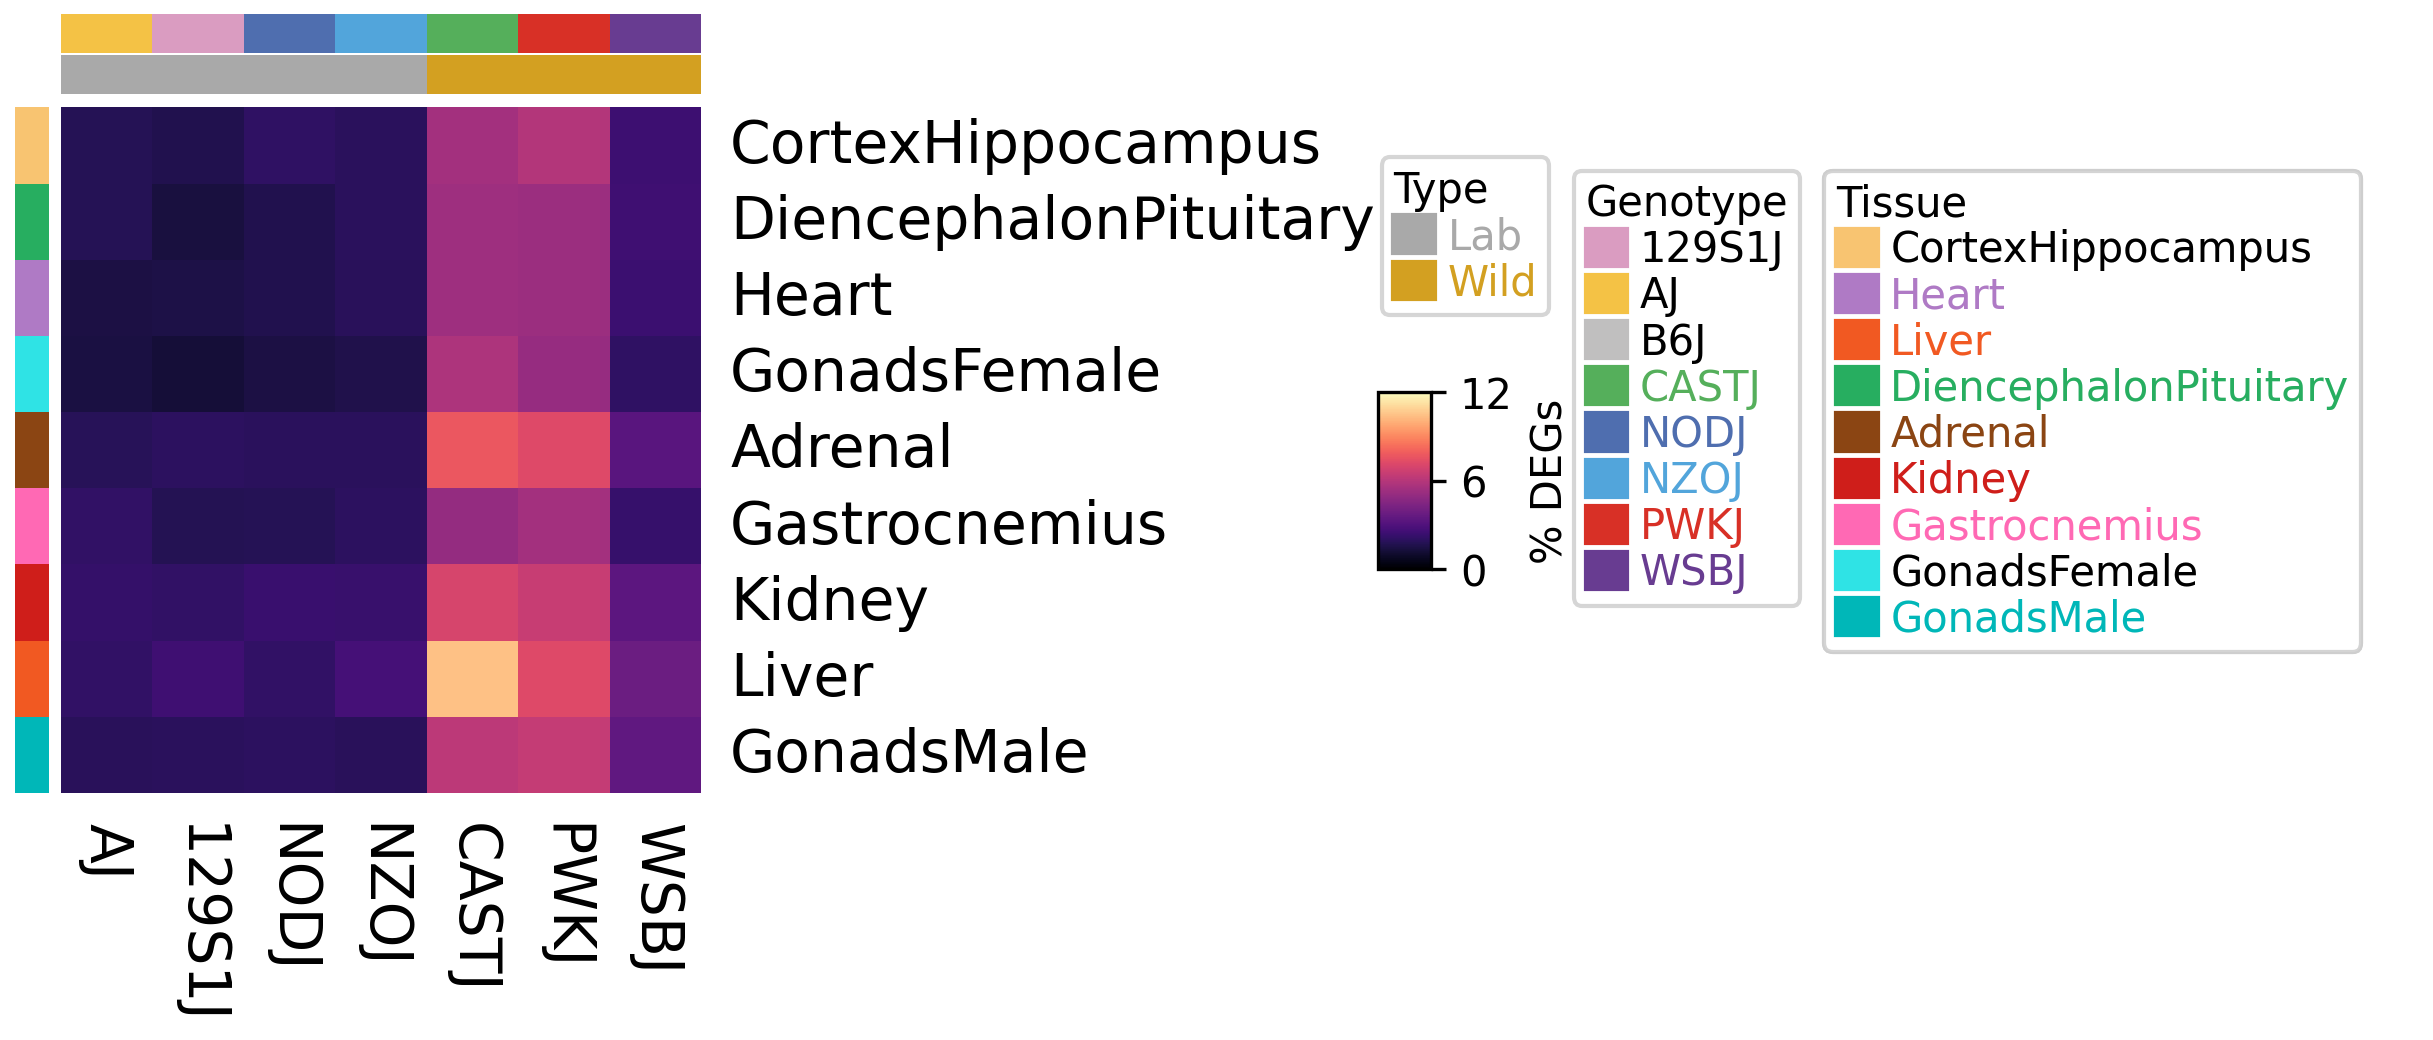 CortexHippocampus
DiencephalonPituitary
Heart
GonadsFemale
Adrenal
Gastrocnemius
Kidney
Liver
GonadsMale
AJ
129S1J
NODJ
NZOJ
CASTJ
PWKJ
WSBJ
Type
Lab
Wild
12
6
0
% DEGs
Genotype
129S1J
AJ
B6J
CASTJ
NODJ
NZOJ
PWKJ
WSBJ
Tissue
CortexHippocampus
Heart
Liver
DiencephalonPituitary
Adrenal
Kidney
Gastrocnemius
GonadsFemale
GonadsMale